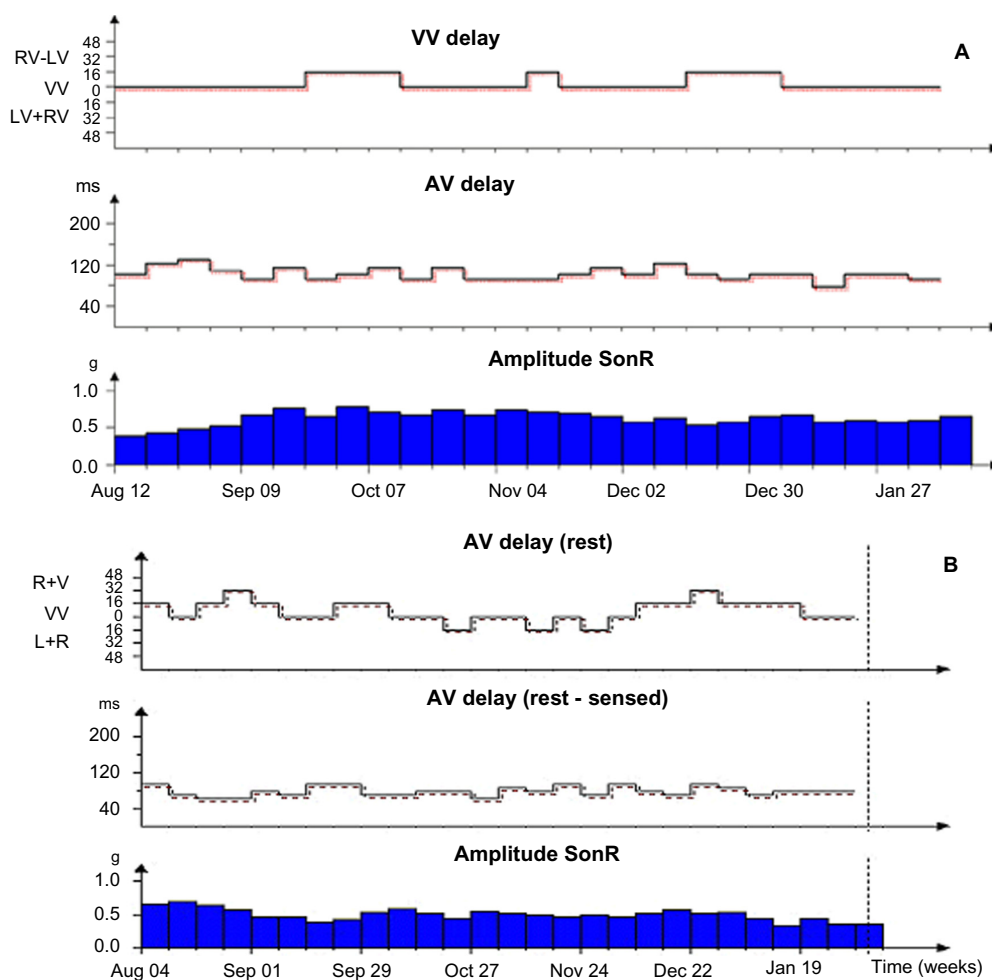 VV delay
A
RV-LV
VV
LV+RV
48
32
16
0
16
32
48
AV delay
ms
200
120
40
Amplitude SonR
g
1.0
0.5
0.0
Aug 12 Sep 09 Oct 07 Nov 04 Dec 02 Dec 30 Jan 27
AV delay (rest)
B
R+V
VV
L+R
48
32
16
0
16
32
48
AV delay (rest - sensed)
ms
200
120
40
Amplitude SonR
g
1.0
0.5
0.0
Aug 04 Sep 01 Sep 29 Oct 27 Nov 24 Dec 22 Jan 19 Time (weeks)